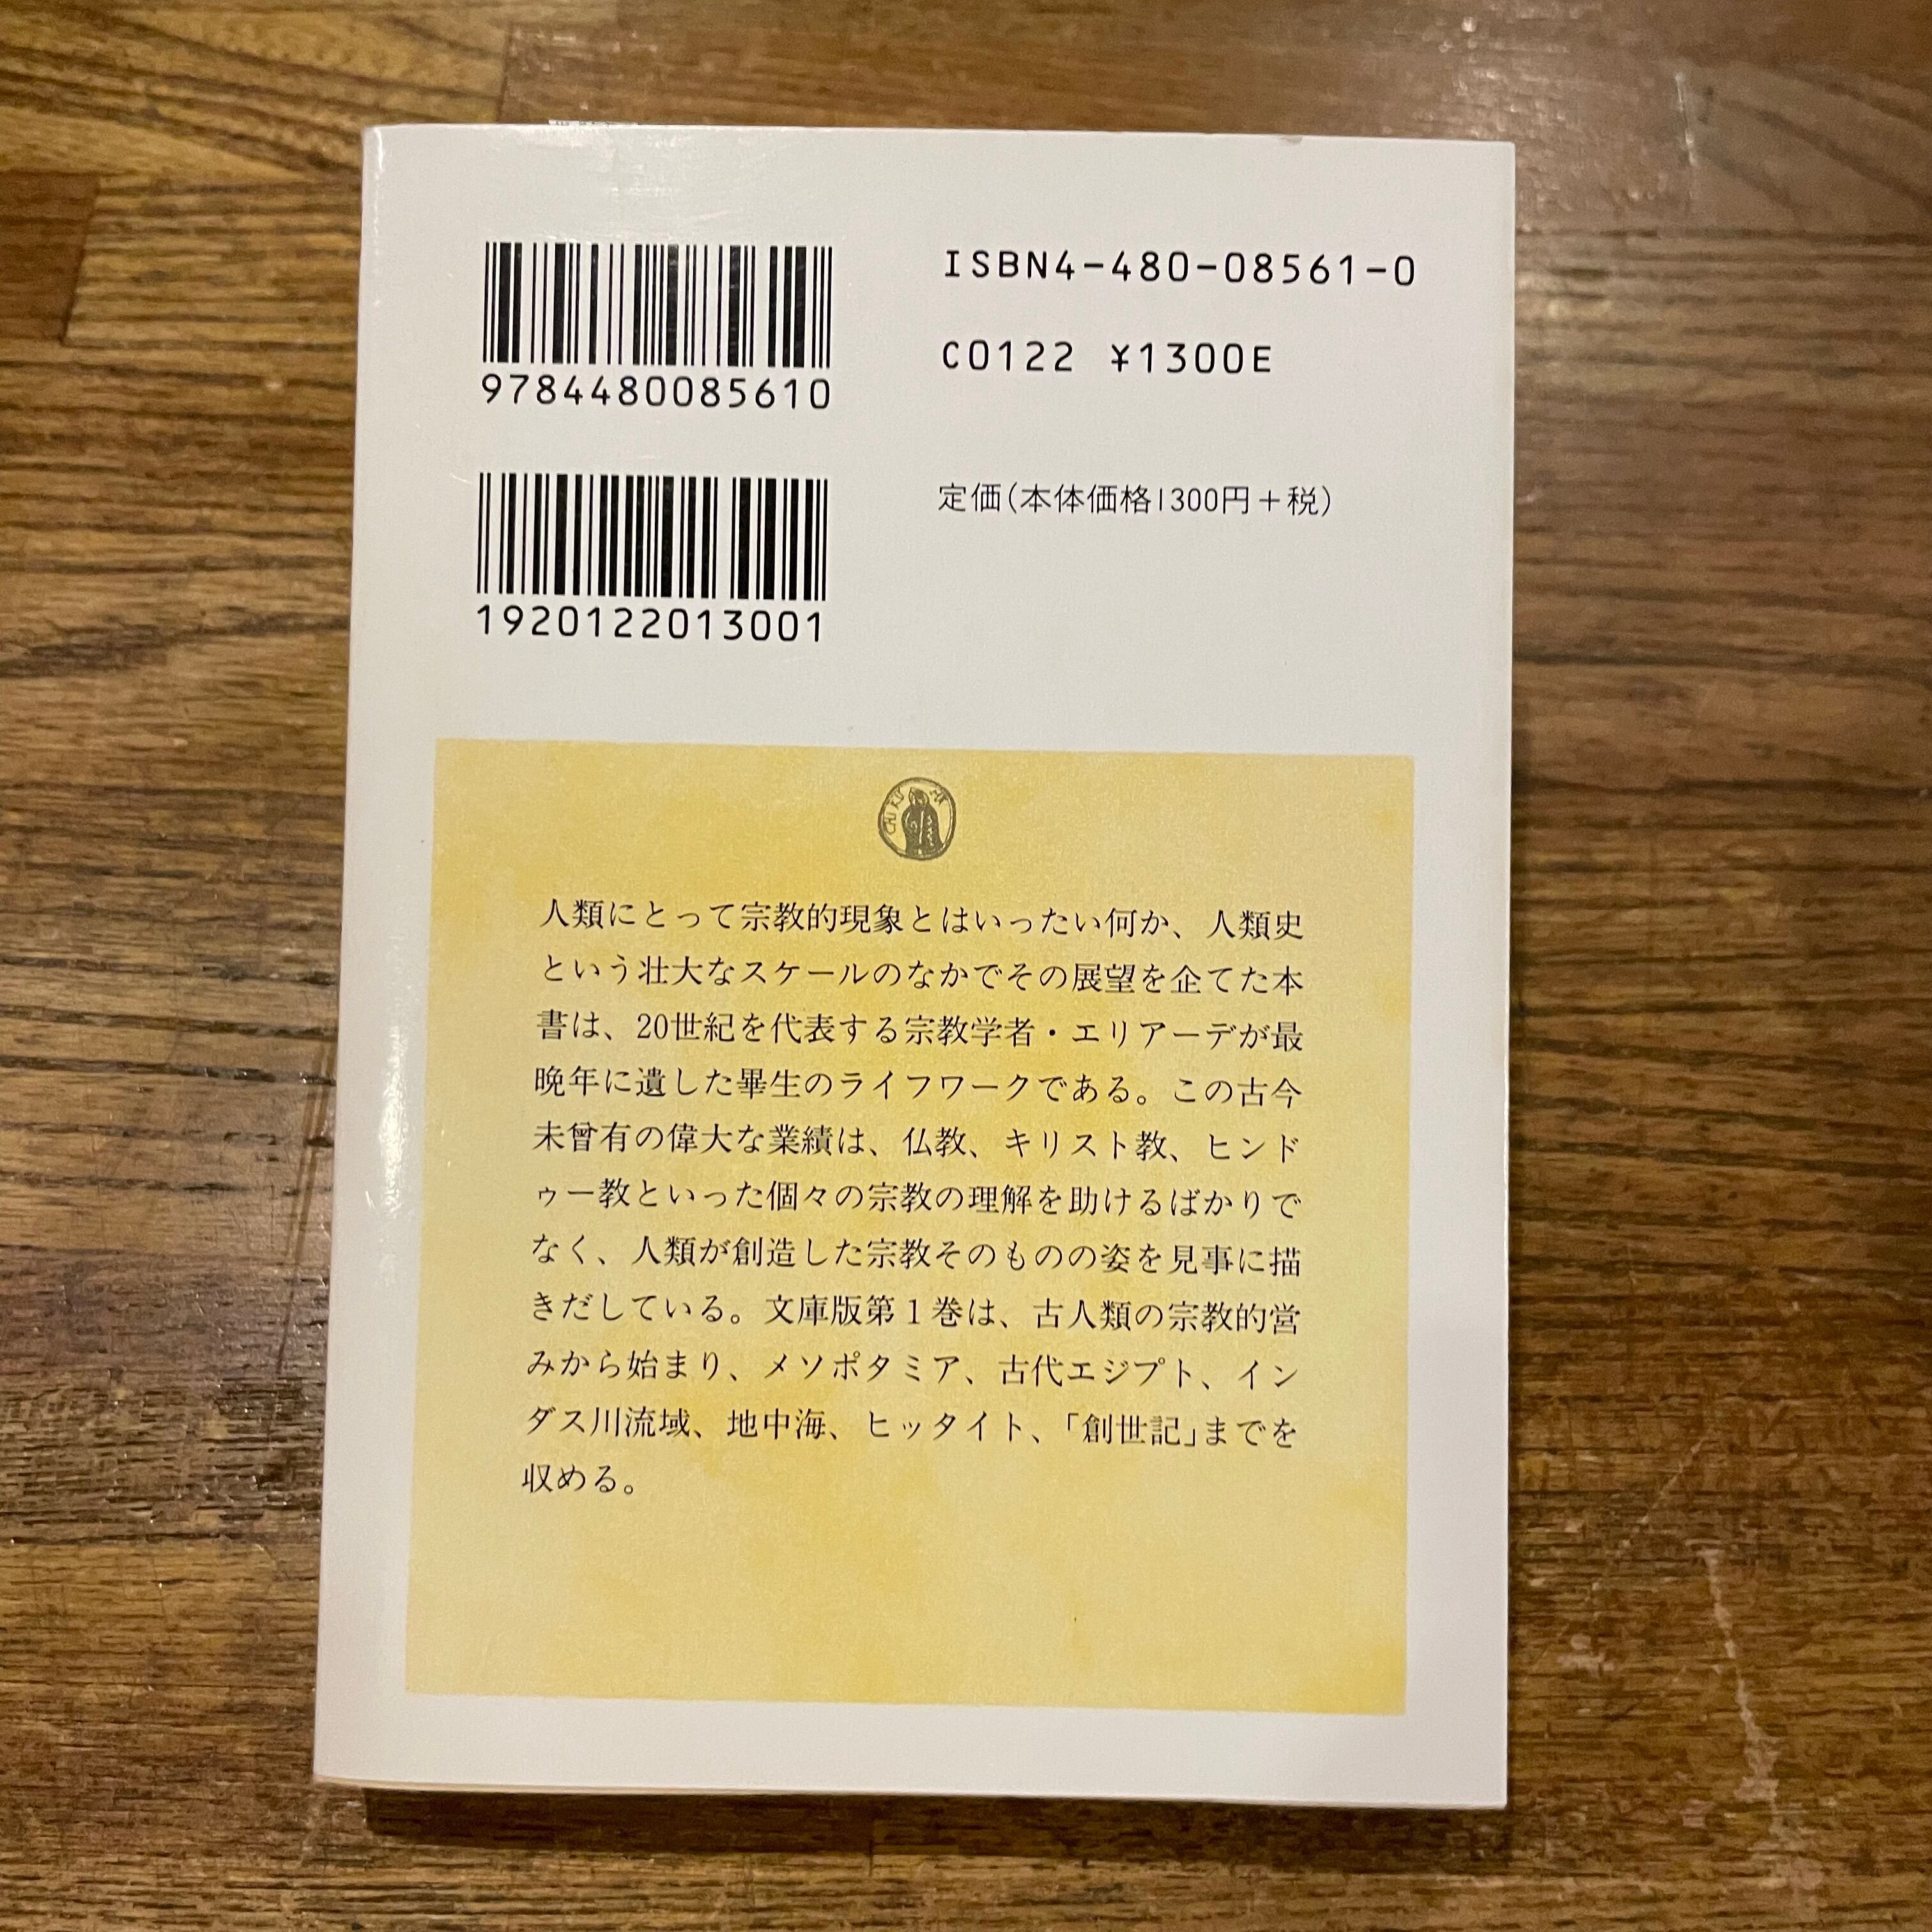 ISBN4-480-08561-0
C0122 ¥1300E
9784480085610
定価(本体価格1300円+税)
1920122013001
人類にとって宗教的現象とはいったい何か、人類史
という壮大なスケールのなかでその展望を企てた本
書は、20世紀を代表する宗教学者・エリアーデが最
晩年に遺した畢生のライフワークである。この古今
未曾有の偉大な業績は、仏教、キリスト教、ヒンド
ゥー教といった個々の宗教の理解を助けるばかりで
なく、人類が創造した宗教そのものの姿を見事に描
きだしている。文庫版第1巻は、古人類の宗教的営
みから始まり、メソポタミア、古代エジプト、イン
ダス川流域、地中海、ヒッタイト、「創世記」までを
収める。